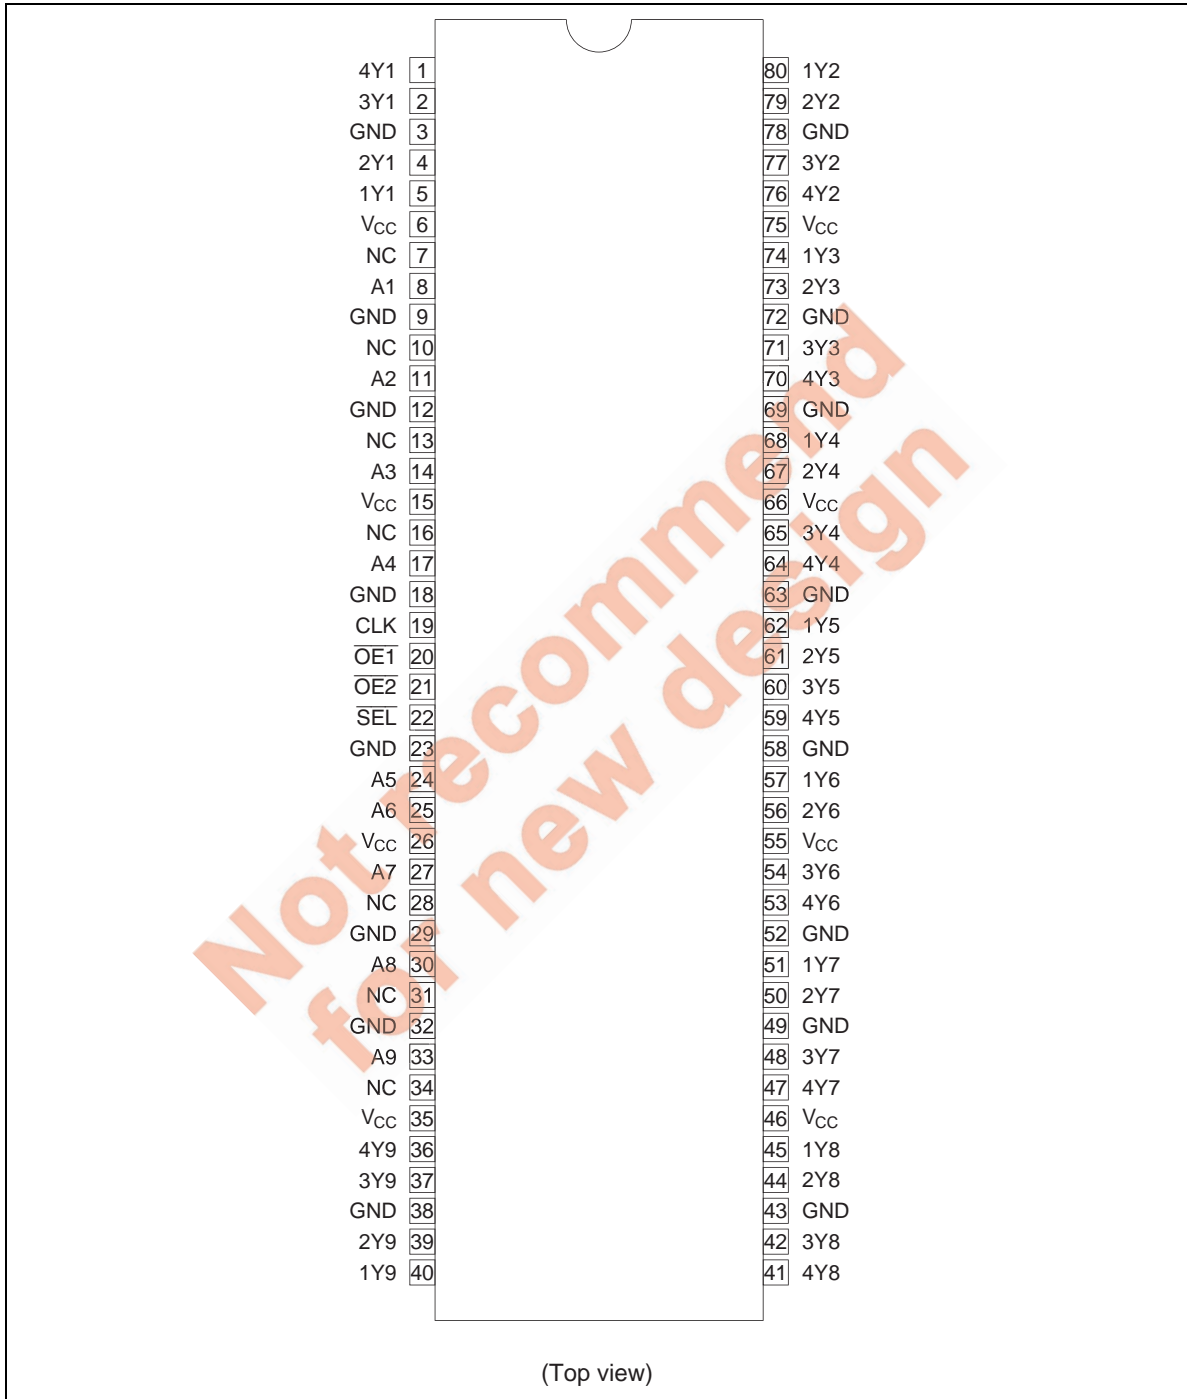 4Y1 1 80 1Y2
3Y1 2 79 2Y2
GND 3 78 GND
2Y1 4 77 3Y2
1Y1 5 76 4Y2
VCC 6 75 VCC
NC 7 74 1Y3
A1 8 73 2Y3
GND 9 72 GND
NC 10 71 3Y3
A2 11 70 4Y3
GND 12 69 GND
NC 13 68 1Y4
A3 14 67 2Y4
VCC 15 66 VCC
NC 16 65 3Y4
A4 17 64 4Y4
GND 18 63 GND
CLK 19 62 1Y5
OE1 20 61 2Y5
OE2 21 60 3Y5
SEL 22 59 4Y5
GND 23 58 GND
A5 24 57 1Y6
A6 25 56 2Y6
VCC 26 55 VCC
A7 27 54 3Y6
NC 28 53 4Y6
GND 29 52 GND
A8 30 51 1Y7
NC 31 50 2Y7
GND 32 49 GND
A9 33 48 3Y7
NC 34 47 4Y7
VCC 35 46 VCC
4Y9 36 45 1Y8
3Y9 37 44 2Y8
GND 38 43 GND
2Y9 39 42 3Y8
1Y9 40 41 4Y8
(Top view)
Not recommend
for new design